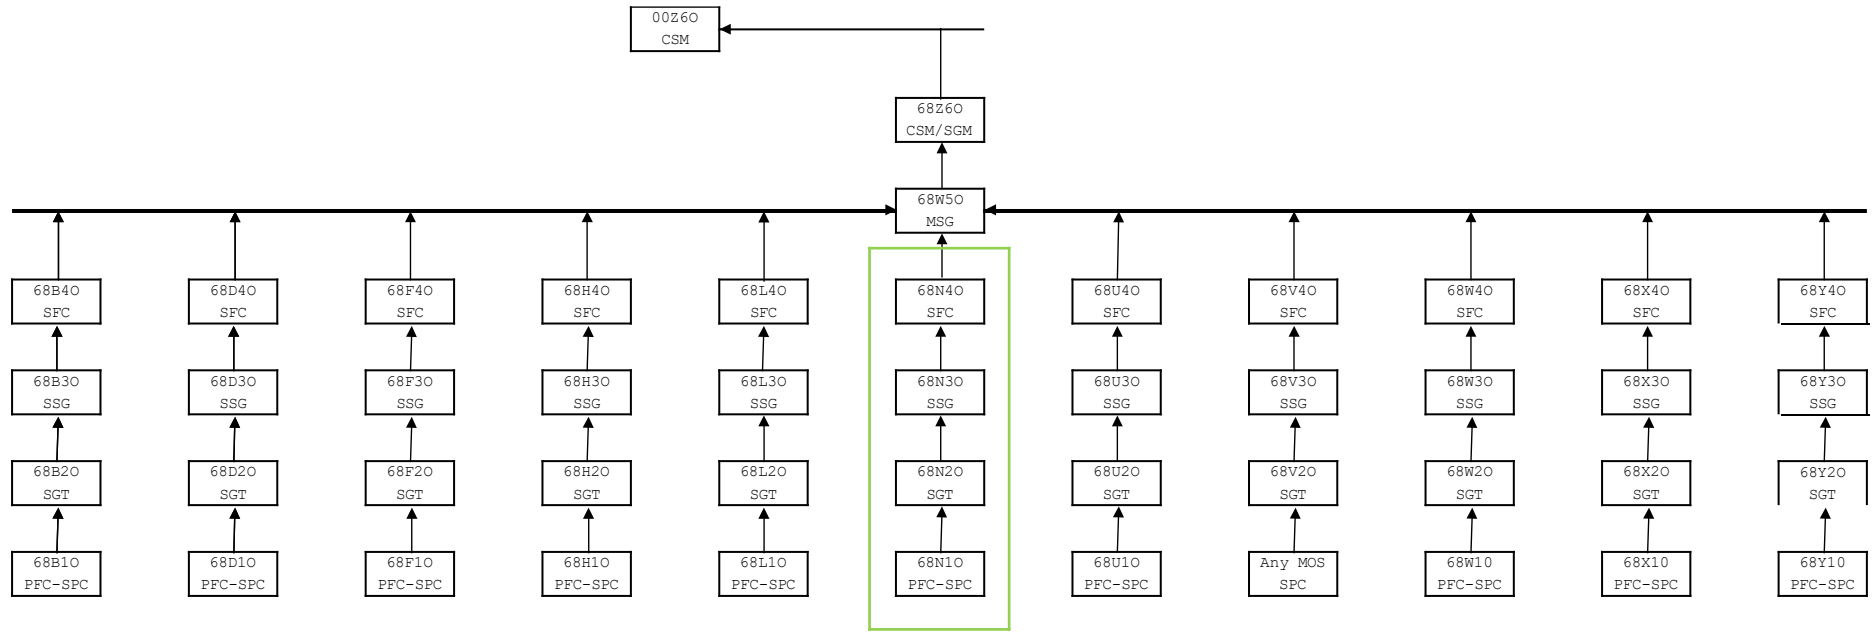 00Z6O
CSM
68Z6O
CSM/SGM
68W5O
MSG
68B4O
SFC
68D4O
SFC
68F4O
SFC
68H4O
SFC
68L4O
SFC
68N4O
SFC
68U4O
SFC
68V4O
SFC
68W4O
SFC
68X4O
SFC
68Y4O
SFC
68B3O
SSG
68D3O
SSG
68F3O
SSG
68H3O
SSG
68L3O
SSG
68N3O
SSG
68U3O
SSG
68V3O
SSG
68W3O
SSG
68X3O
SSG
68Y3O
SSG
68B2O
SGT
68D2O
SGT
68F2O
SGT
68H2O
SGT
68L2O
SGT
68N2O
SGT
68U2O
SGT
68V2O
SGT
68W2O
SGT
68X2O
SGT
68Y2O
SGT
68B1O
PFC-SPC
68D1O
PFC-SPC
68F1O
PFC-SPC
68H1O
PFC-SPC
68L1O
PFC-SPC
68N1O
PFC-SPC
68U1O
PFC-SPC
Any MOS
SPC
68W10
PFC-SPC
68X10
PFC-SPC
68Y10
PFC-SPC